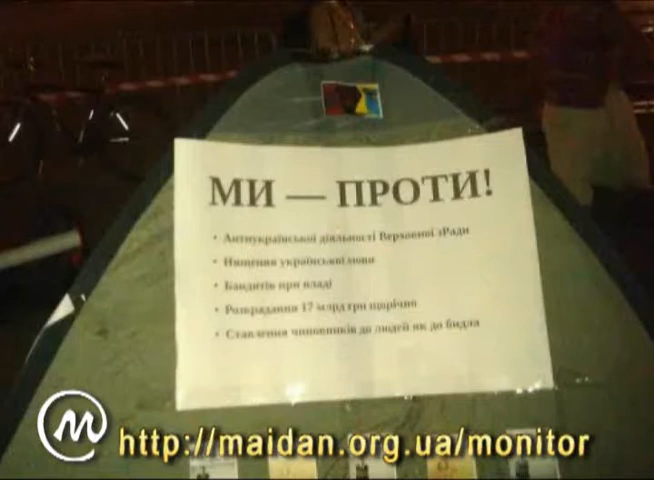 МИ — ПРОТИ!
• Антиукраїнської діяльності Верховної зРади
• Нищення української мови
• Бандитів при владі
• Розкрадання 17 млрд грн щорічно
• Ставлення чиновників до людей як до бидла
http://maidan.org.ua/monitor